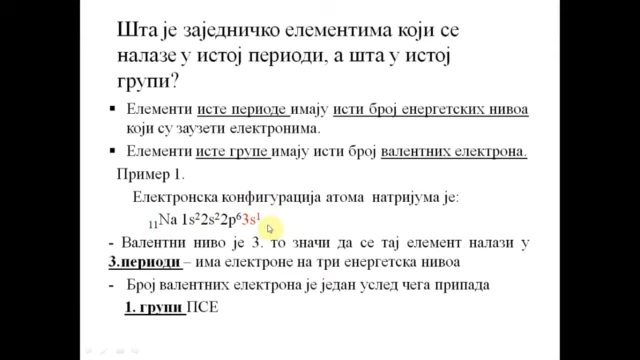 Шта је заједничко елементима који се
налазе у истој периоди, а шта у истој
групи?
▪ Елементи исте периоде имају исти број енергетских нивоа
који су заузети електронима.
▪ Елементи исте групе имају исти број валентних електрона.
Пример 1.
Електронска конфигурација атома натријума је:
₁₁Na 1s²2s²2p⁶3s¹
- Валентни ниво је 3. то значи да се тај елемент налази у
3.периоди – има електроне на три енергетска нивоа
- Број валентних електрона је један услед чега припада
1. групи ПСЕ